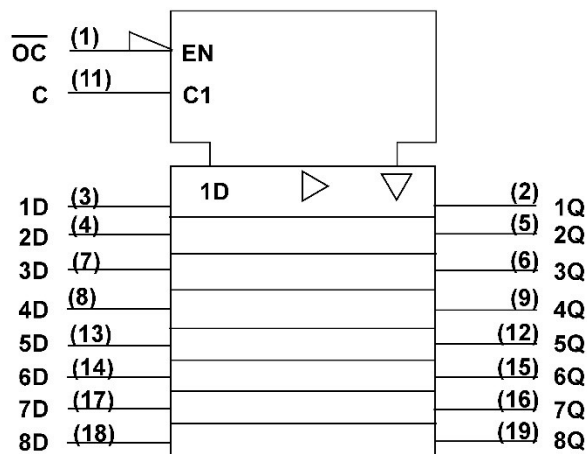 O̅C̅ (1) EN
C (11) C1
1D
1D (3) (2) 1Q
2D (4) (5) 2Q
3D (7) (6) 3Q
4D (8) (9) 4Q
5D (13) (12) 5Q
6D (14) (15) 6Q
7D (17) (16) 7Q
8D (18) (19) 8Q